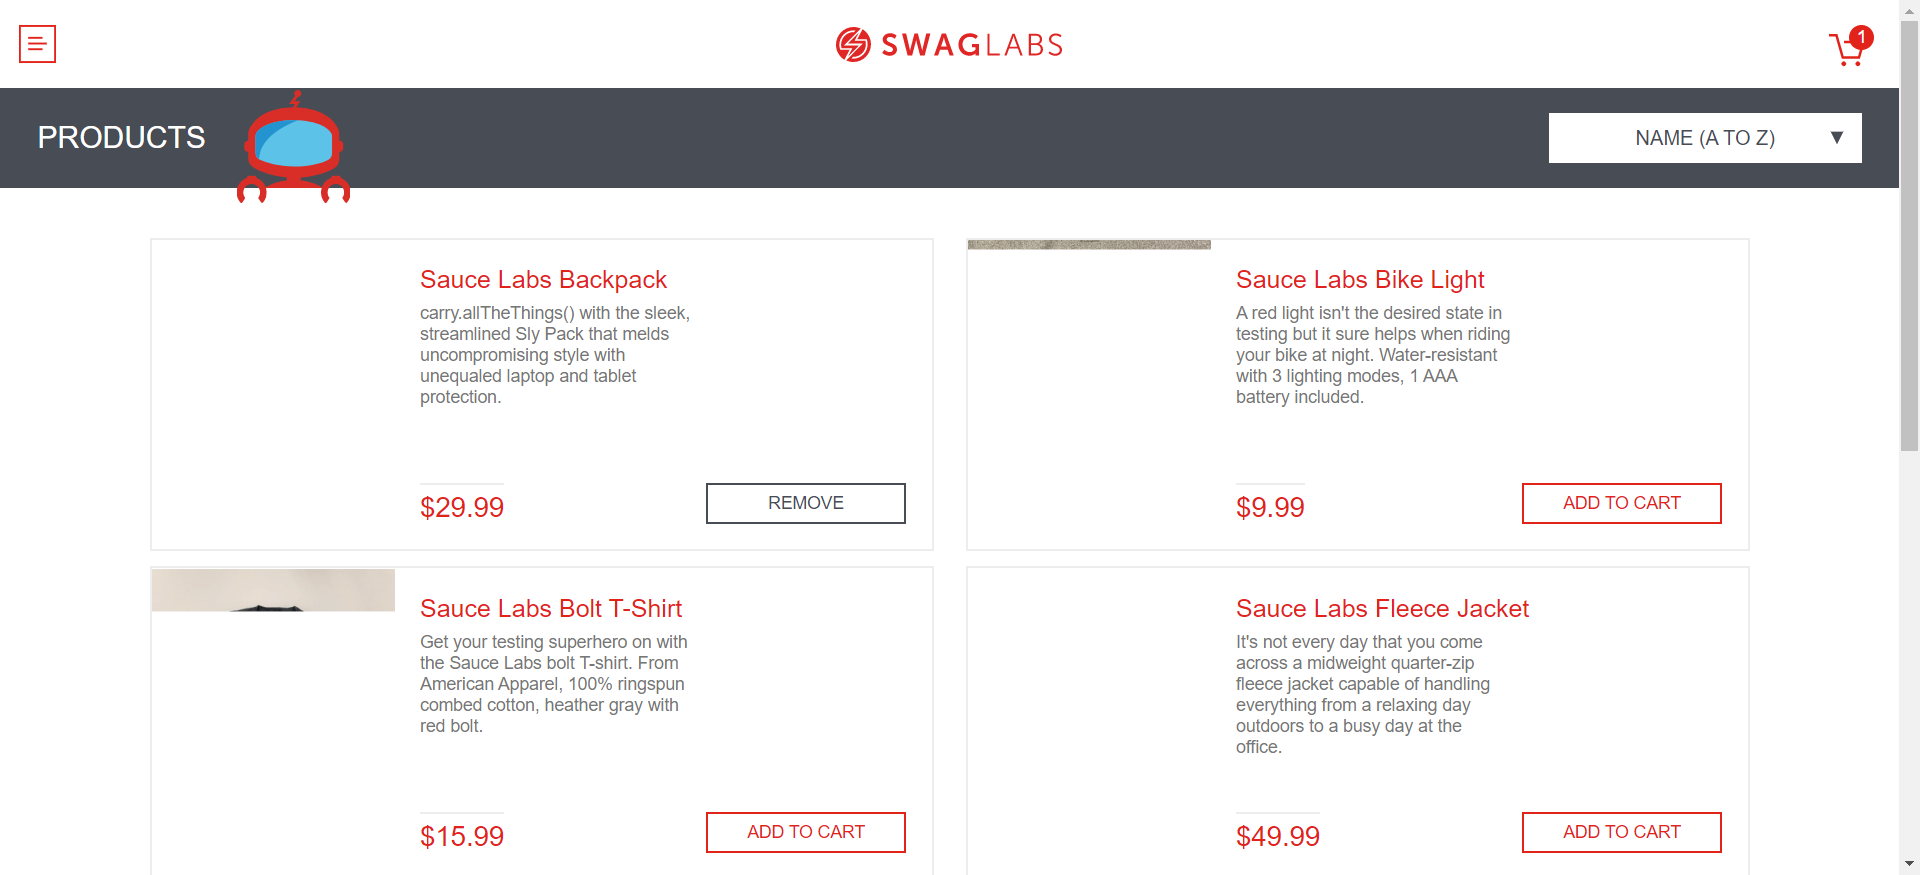 SWAGLABS
1
PRODUCTS
NAME (A TO Z)
Sauce Labs Backpack
carry.allTheThings() with the sleek,
streamlined Sly Pack that melds
uncompromising style with
unequaled laptop and tablet
protection.
$29.99
REMOVE
Sauce Labs Bike Light
A red light isn't the desired state in
testing but it sure helps when riding
your bike at night. Water-resistant
with 3 lighting modes, 1 AAA
battery included.
$9.99
ADD TO CART
Sauce Labs Bolt T-Shirt
Get your testing superhero on with
the Sauce Labs bolt T-shirt. From
American Apparel, 100% ringspun
combed cotton, heather gray with
red bolt.
$15.99
ADD TO CART
Sauce Labs Fleece Jacket
It's not every day that you come
across a midweight quarter-zip
fleece jacket capable of handling
everything from a relaxing day
outdoors to a busy day at the
office.
$49.99
ADD TO CART